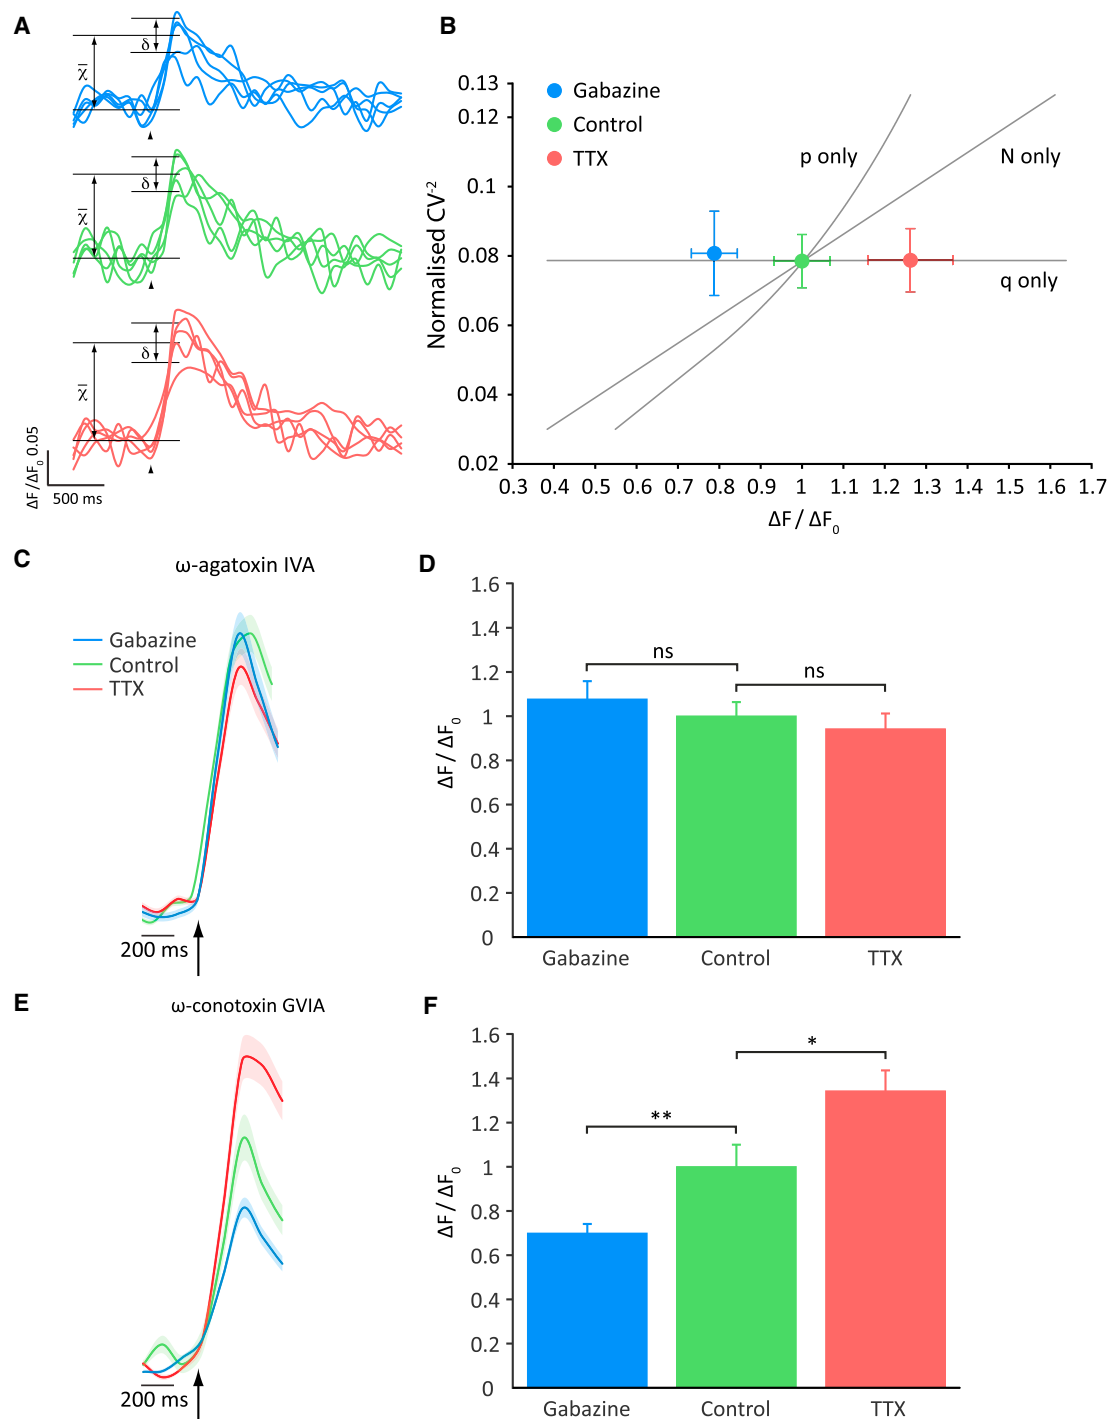 A
δ
χ̄
δ
χ̄
δ
χ̄
ΔF/ΔF₀ 0.05
500 ms
B
Normalised CV⁻²
0.13
0.12
0.1
0.08
0.06
0.04
0.02
Gabazine
Control
TTX
p only
N only
q only
0.3 0.4 0.5 0.6 0.7 0.8 0.9 1 1.1 1.2 1.3 1.4 1.5 1.6 1.7
ΔF / ΔF₀
C
ω-agatoxin IVA
Gabazine
Control
TTX
200 ms
D
ΔF / ΔF₀
1.6
1.4
1.2
1
0.8
0.6
0.4
0.2
0
ns
ns
Gabazine Control TTX
E
ω-conotoxin GVIA
200 ms
F
ΔF / ΔF₀
1.6
1.4
1.2
1
0.8
0.6
0.4
0.2
0
**
*
Gabazine Control TTX